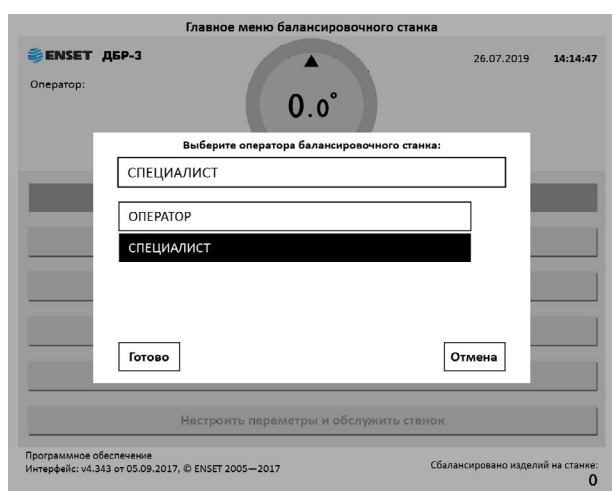 Главное меню балансировочного станка
ENSET ДБР-3
26.07.2019 14:14:47
Оператор:
0.0°
Выберите оператора балансировочного станка:
СПЕЦИАЛИСТ
ОПЕРАТОР
СПЕЦИАЛИСТ
Готово
Отмена
Настроить параметры и обслужить станок
Программное обеспечение
Интерфейс: v4.343 от 05.09.2017, © ENSET 2005—2017
Сбалансировано изделий на станке:
0